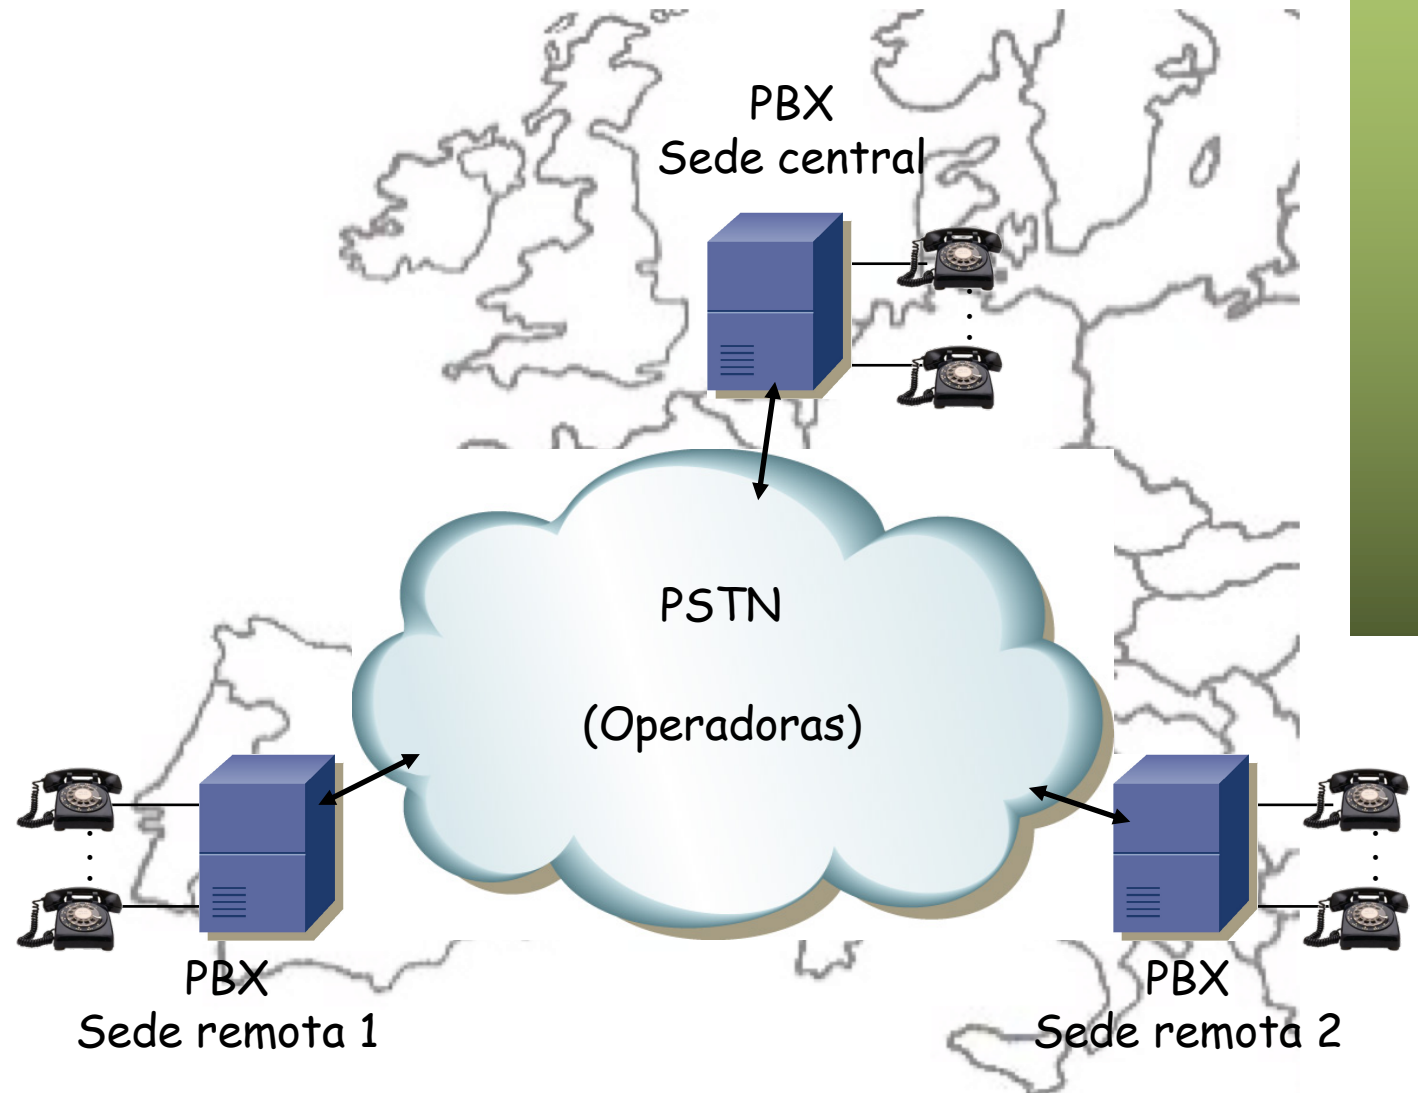 PBX
Sede central
PSTN
(Operadoras)
PBX
Sede remota 1
PBX
Sede remota 2